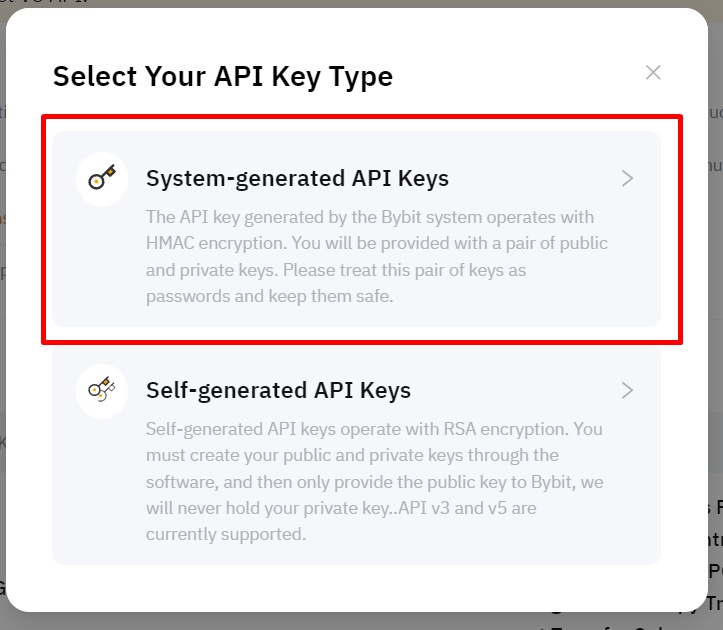 Select Your API Key Type
System-generated API Keys
The API key generated by the Bybit system operates with
HMAC encryption. You will be provided with a pair of public
and private keys. Please treat this pair of keys as
passwords and keep them safe.
Self-generated API Keys
Self-generated API keys operate with RSA encryption. You
must create your public and private keys through the
software, and then only provide the public key to Bybit, we
will never hold your private key..API v3 and v5 are
currently supported.